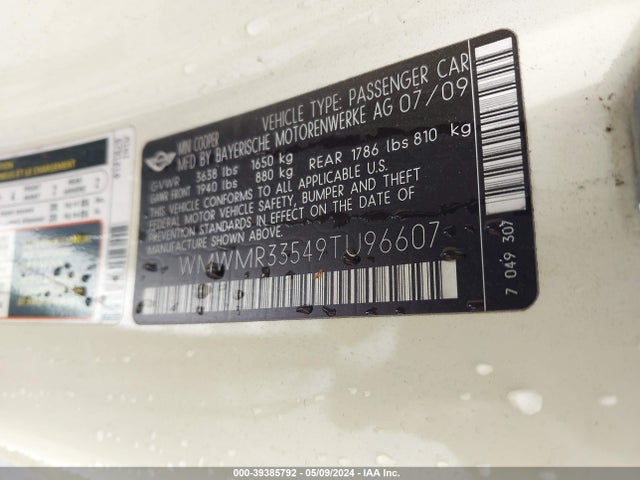 MINI COOPER VEHICLE TYPE: PASSENGER CAR
MFD BY BAYERISCHE MOTORENWERKE AG 07/09
GVWR 3638 lbs 1650 kg
GAWR FRONT 1940 lbs 880 kg REAR 1786 lbs 810 kg
THIS VEHICLE CONFORMS TO ALL APPLICABLE U.S.
FEDERAL MOTOR VEHICLE SAFETY, BUMPER, AND THEFT
PREVENTION STANDARDS IN EFFECT ON THE DATE OF
MANUFACTURE SHOWN ABOVE.
WMWMR33549TU96607
7 049 307
000-39385792 - 05/09/2024 - IAA Inc.